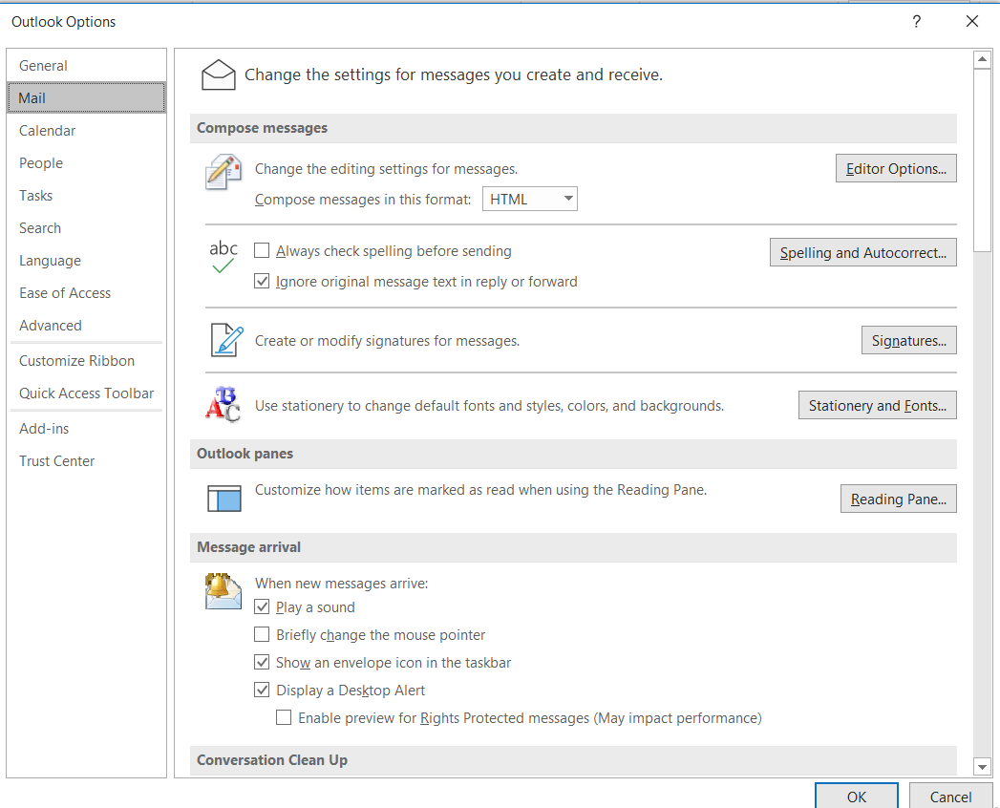 Outlook Options
?
General
Mail
Calendar
People
Tasks
Search
Language
Ease of Access
Advanced
Customize Ribbon
Quick Access Toolbar
Add-ins
Trust Center
Change the settings for messages you create and receive.
Compose messages
Change the editing settings for messages.
Editor Options...
Compose messages in this format: HTML
abc
Always check spelling before sending
Spelling and Autocorrect...
Ignore original message text in reply or forward
Create or modify signatures for messages.
Signatures...
ABC
Use stationery to change default fonts and styles, colors, and backgrounds.
Stationery and Fonts...
Outlook panes
Customize how items are marked as read when using the Reading Pane.
Reading Pane...
Message arrival
When new messages arrive:
Play a sound
Briefly change the mouse pointer
Show an envelope icon in the taskbar
Display a Desktop Alert
Enable preview for Rights Protected messages (May impact performance)
Conversation Clean Up
OK
Cancel